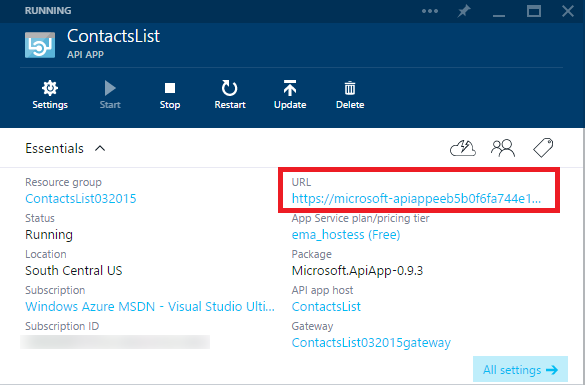 RUNNING
ContactsList
API APP
Settings
Start
Stop
Restart
Update
Delete
Essentials
Resource group
ContactsList032015
Status
Running
Location
South Central US
Subscription
Windows Azure MSDN - Visual Studio Ulti...
Subscription ID
URL
https://microsoft-apiappeeb5b0f6fa744e1...
App Service plan/pricing tier
ema_hostess (Free)
Package
Microsoft.ApiApp-0.9.3
API app host
ContactsList
Gateway
ContactsList032015gateway
All settings